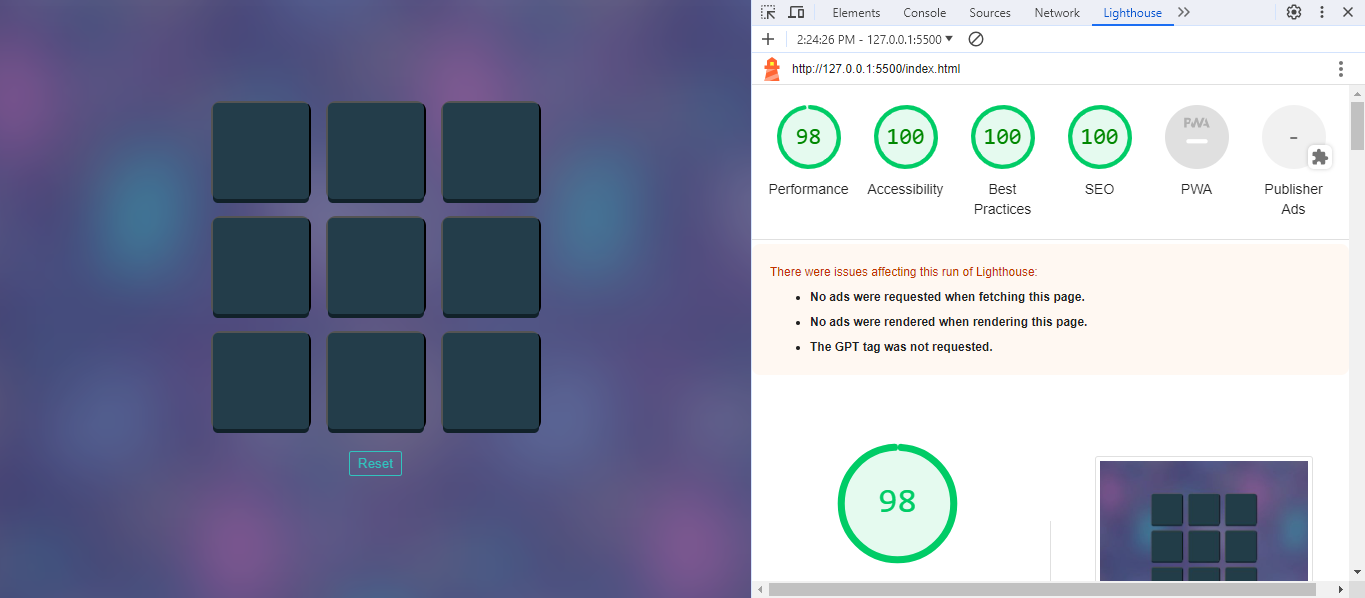 Elements Console Sources Network Lighthouse
2:24:26 PM - 127.0.0.1:5500
http://127.0.0.1:5500/index.html
98 100 100 100 PWA -
Performance Accessibility Best Practices SEO PWA Publisher Ads
There were issues affecting this run of Lighthouse:
• No ads were requested when fetching this page.
• No ads were rendered when rendering this page.
• The GPT tag was not requested.
Reset
98